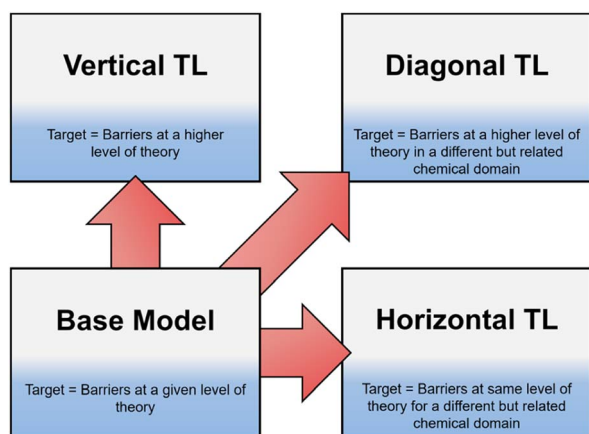 Vertical TL
Target = Barriers at a higher
level of theory
Diagonal TL
Target = Barriers at a higher level of
theory in a different but related
chemical domain
Base Model
Target = Barriers at a given level of
theory
Horizontal TL
Target = Barriers at same level of
theory for a different but related
chemical domain